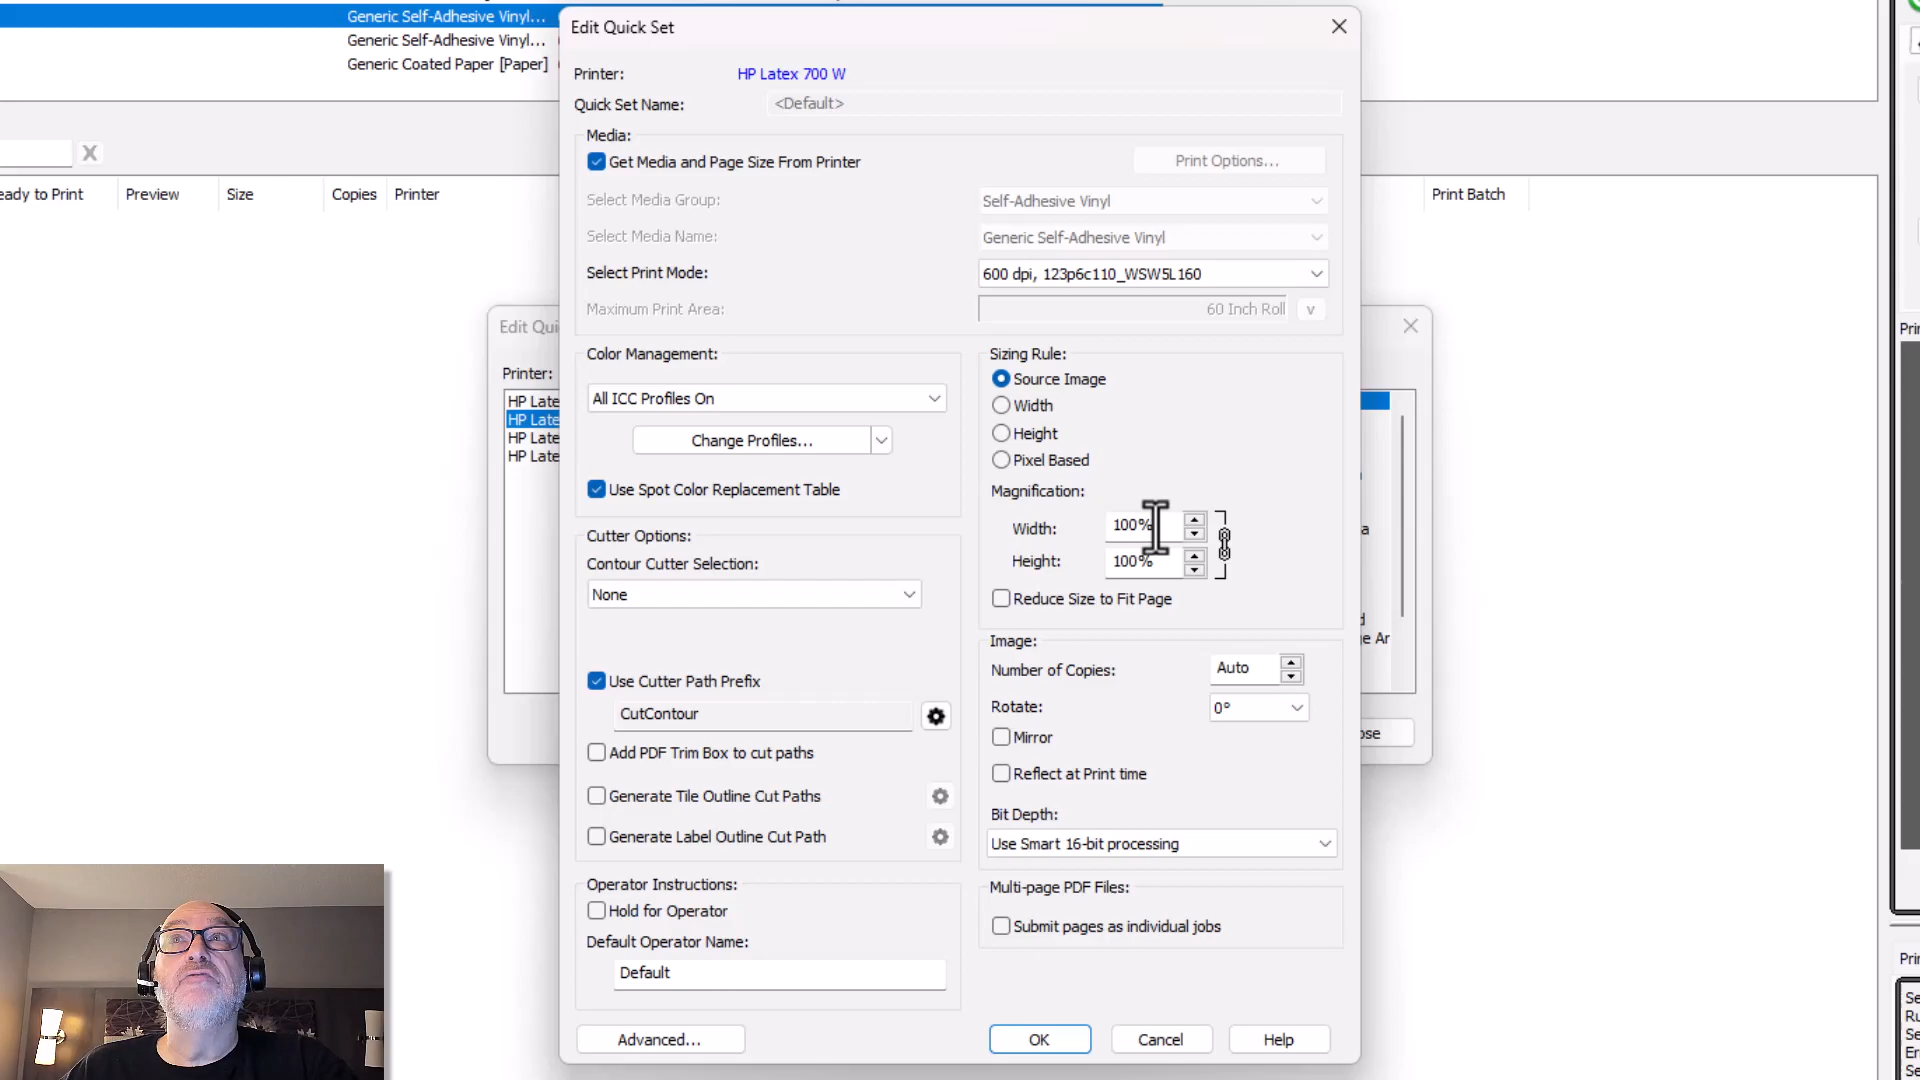 Generic Self-Adhesive Vinyl...
Generic Self-Adhesive Vinyl...
Generic Coated Paper [Paper]
X
eady to Print
Preview
Size
Copies
Printer
Print Batch
Edit Quick Set
Printer:
HP Latex 700 W
Quick Set Name:
<Default>
Media:
Get Media and Page Size From Printer
Print Options...
Select Media Group:
Self-Adhesive Vinyl
Select Media Name:
Generic Self-Adhesive Vinyl
Select Print Mode:
600 dpi, 123p6c110_WSW5L160
Maximum Print Area:
60 Inch Roll
v
Color Management:
All ICC Profiles On
Change Profiles...
Use Spot Color Replacement Table
Cutter Options:
Contour Cutter Selection:
None
Use Cutter Path Prefix
CutContour
Add PDF Trim Box to cut paths
Generate Tile Outline Cut Paths
Generate Label Outline Cut Path
Operator Instructions:
Hold for Operator
Default Operator Name:
Default
Advanced...
Sizing Rule:
Source Image
Width
Height
Pixel Based
Magnification:
Width:
100%
Height:
100%
Reduce Size to Fit Page
Image:
Number of Copies:
Auto
Rotate:
0°
Mirror
Reflect at Print time
Bit Depth:
Use Smart 16-bit processing
Multi-page PDF Files:
Submit pages as individual jobs
OK
Cancel
Help
Edit Qui
Printer:
HP Late
HP Late
HP Late
HP Late
a
d
e Ar
ose
Prin
Prin
Se
Ru
Se
Er
Se